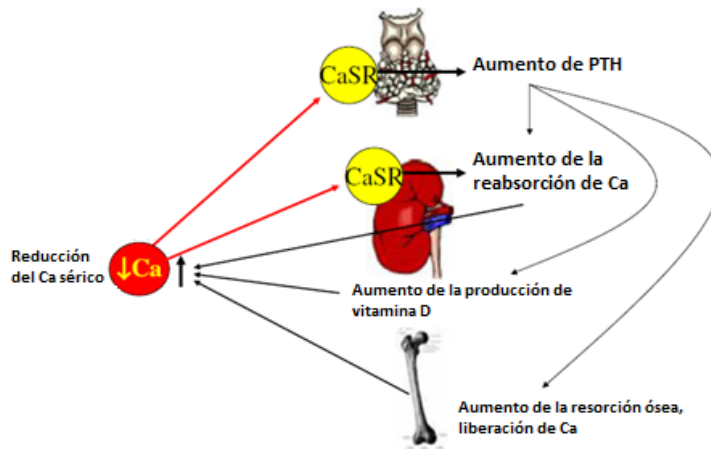 CaSR
Aumento de PTH
CaSR
Aumento de la
reabsorción de Ca
Reducción
del Ca sérico
↓Ca
Aumento de la producción de
vitamina D
Aumento de la resorción ósea,
liberación de Ca